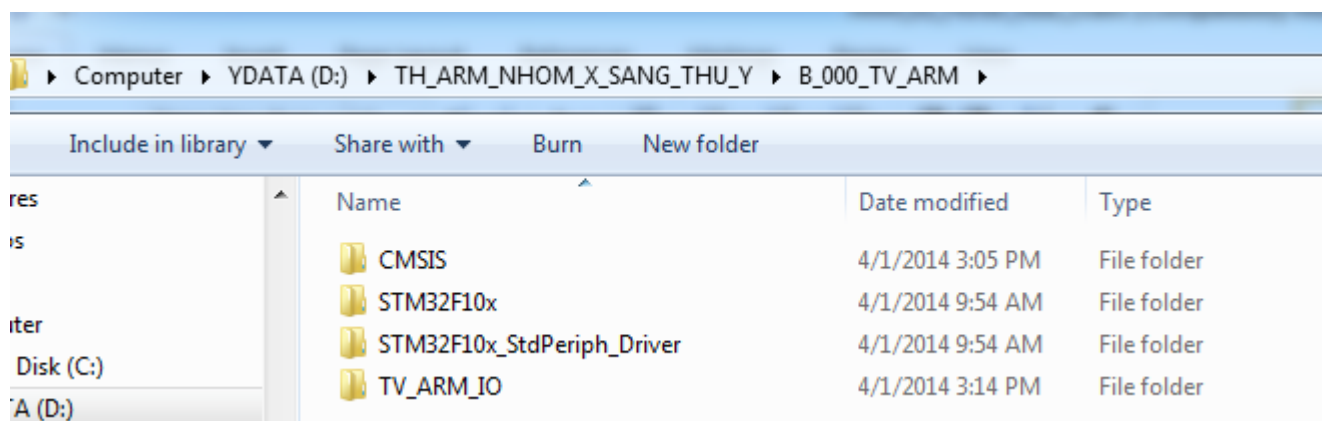 Computer ▸ YDATA (D:) ▸ TH_ARM_NHOM_X_SANG_THU_Y ▸ B_000_TV_ARM ▸
Include in library Share with Burn New folder
res
Name Date modified Type
CMSIS 4/1/2014 3:05 PM File folder
STM32F10x 4/1/2014 9:54 AM File folder
uter
STM32F10x_StdPeriph_Driver 4/1/2014 9:54 AM File folder
Disk (C:)
TV_ARM_IO 4/1/2014 3:14 PM File folder
A (D:)